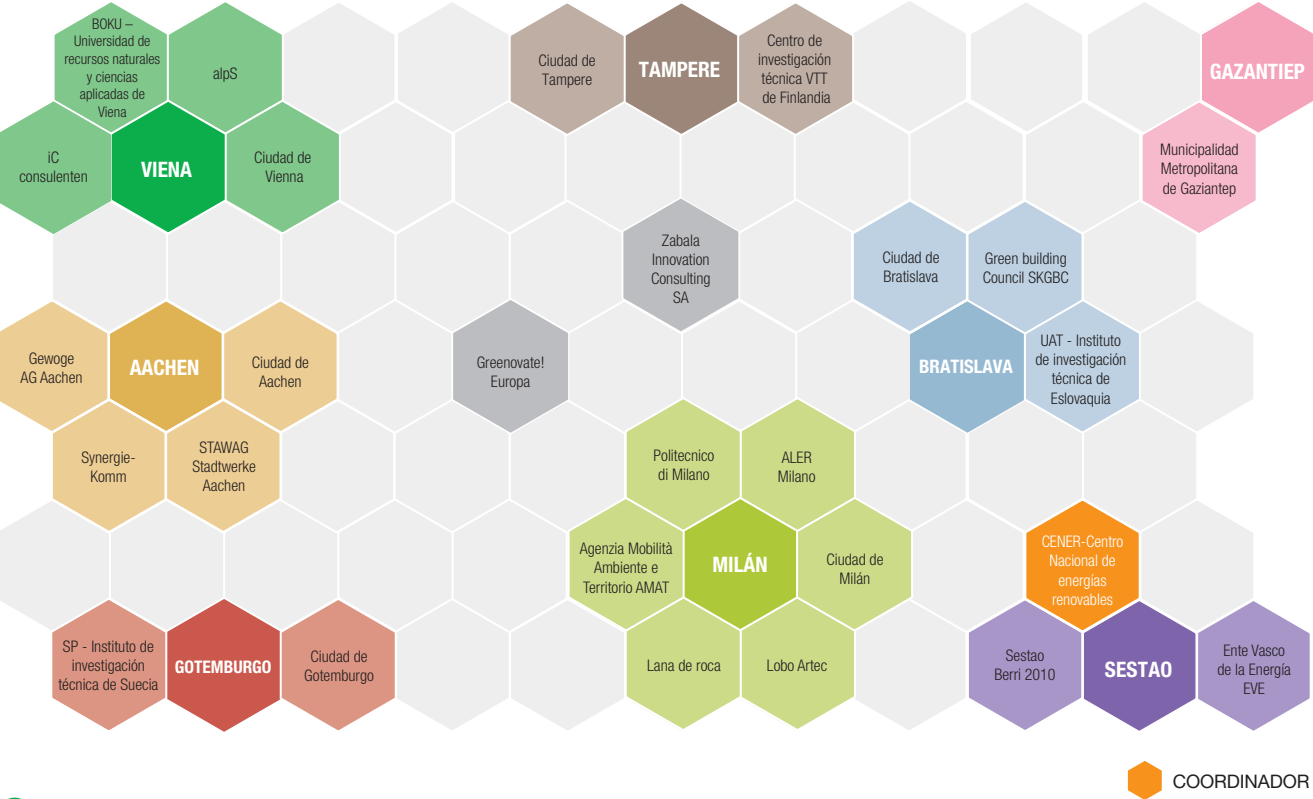 BOKU –
Universidad de
recursos naturales
y ciencias
aplicadas de
Viena
alpS
Ciudad de
Tampere
TAMPERE
Centro de
investigación
técnica VTT
de Finlandia
GAZANTIEP
iC
consulenten
VIENA
Ciudad de
Vienna
Municipalidad
Metropolitana
de Gaziantep
Zabala
Innovation
Consulting
SA
Ciudad de
Bratislava
Green building
Council SKGBC
Gewoge
AG Aachen
AACHEN
Ciudad de
Aachen
Greenovate!
Europa
BRATISLAVA
UAT - Instituto
de investigación
técnica de
Eslovaquia
Synergie-
Komm
STAWAG
Stadtwerke
Aachen
Politecnico
di Milano
ALER
Milano
Agenzia Mobilità
Ambiente e
Territorio AMAT
MILÁN
Ciudad de
Milán
CENER-Centro
Nacional de
energías
renovables
SP - Instituto de
investigación
técnica de Suecia
GOTEMBURGO
Ciudad de
Gotemburgo
Lana de roca
Lobo Artec
Sestao
Berri 2010
SESTAO
Ente Vasco
de la Energía
EVE
COORDINADOR